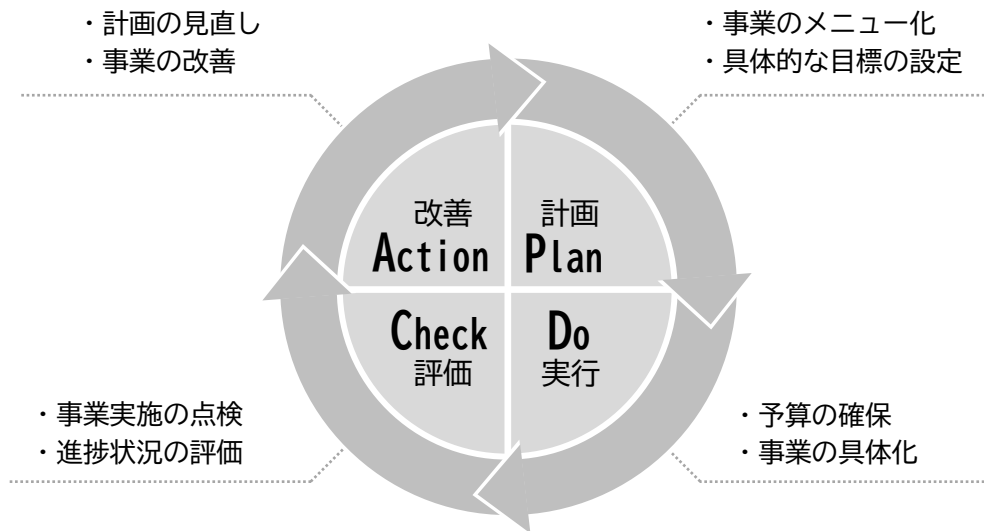 ・計画の見直し
・事業の改善
・事業のメニュー化
・具体的な目標の設定
改善
Action
計画
Plan
Check
評価
Do
実行
・事業実施の点検
・進捗状況の評価
・予算の確保
・事業の具体化